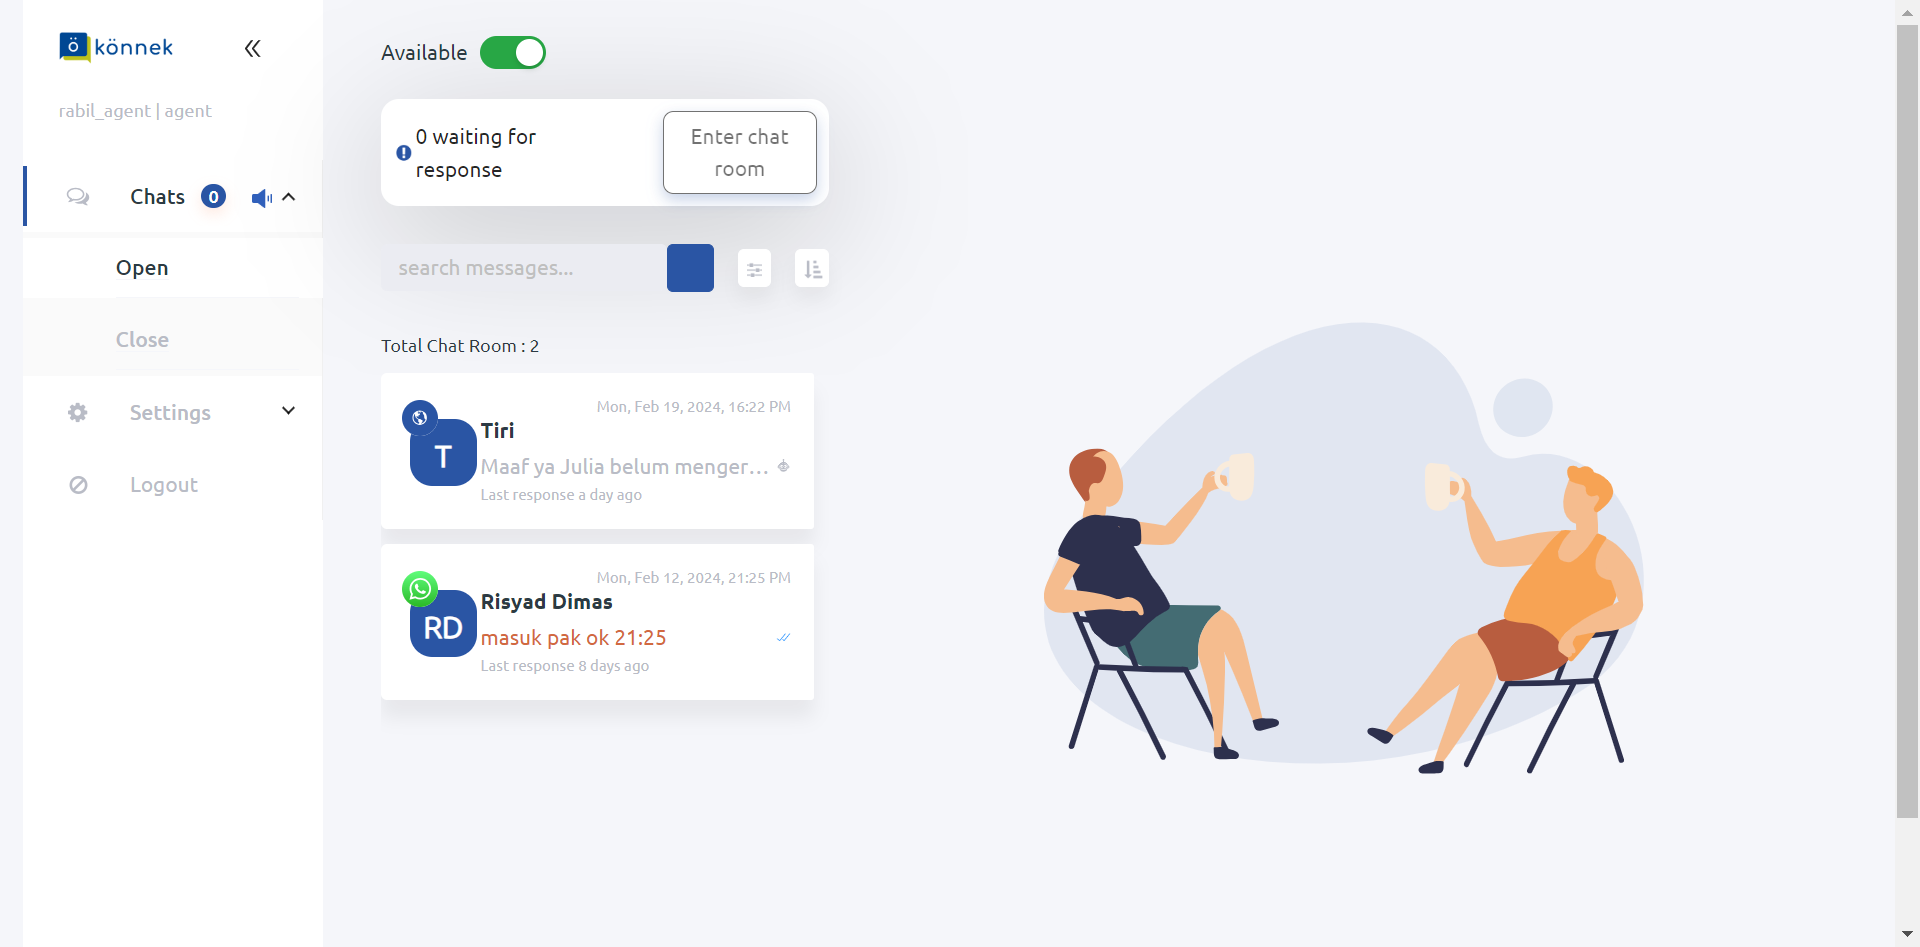 könnek
rabil_agent | agent
Chats 0
Open
Close
Settings
Logout
Available
0 waiting for
response
Enter chat
room
search messages...
Total Chat Room : 2
Mon, Feb 19, 2024, 16:22 PM
T
Tiri
Maaf ya Julia belum menger...
Last response a day ago
Mon, Feb 12, 2024, 21:25 PM
RD
Risyad Dimas
masuk pak ok 21:25
Last response 8 days ago